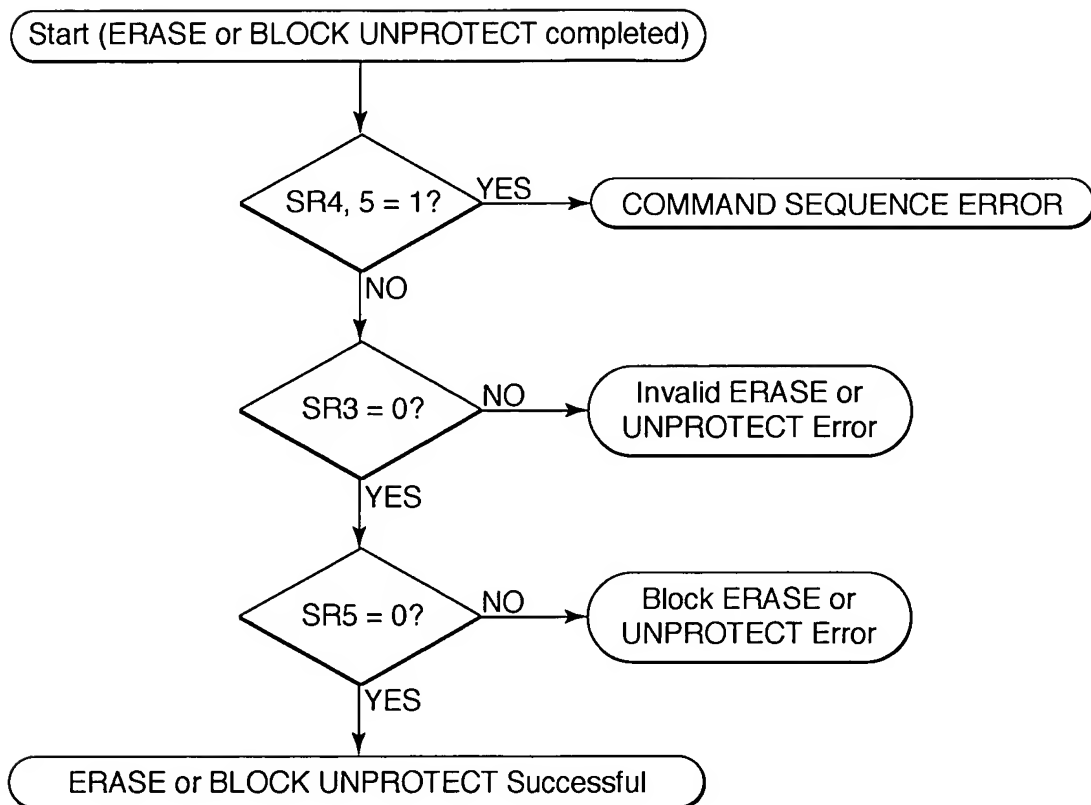 Start (ERASE or BLOCK UNPROTECT completed)
SR4, 5 = 1?
YES
COMMAND SEQUENCE ERROR
NO
SR3 = 0?
NO
Invalid ERASE or
UNPROTECT Error
YES
SR5 = 0?
NO
Block ERASE or
UNPROTECT Error
YES
ERASE or BLOCK UNPROTECT Successful